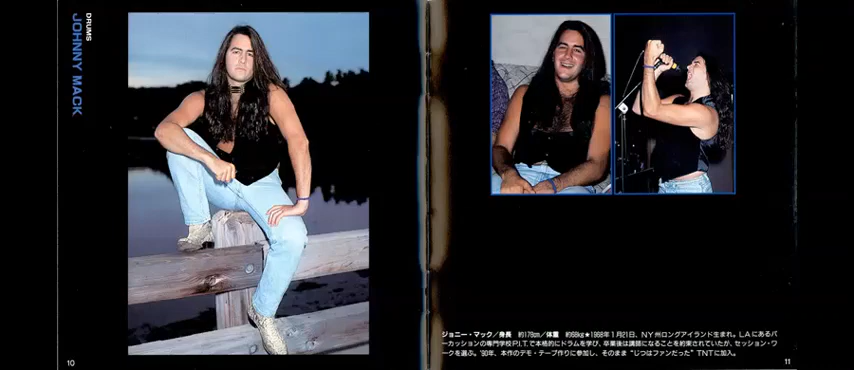 DRUMS
JOHNNY MACK
ジョニー・マック／身長　約178cm／体重　約68kg★1968年1月21日、NY州ロングアイランド生まれ。LAにあるパ
ーカッションの専門学校P.I.T.で本格的にドラムを学び、卒業後は講師になることを約束されていたが、セッション・ワ
ークを選ぶ。'90年、本作のデモ・テープ作りに参加し、そのまま“じつはファンだった”TNTに加入。
10
11